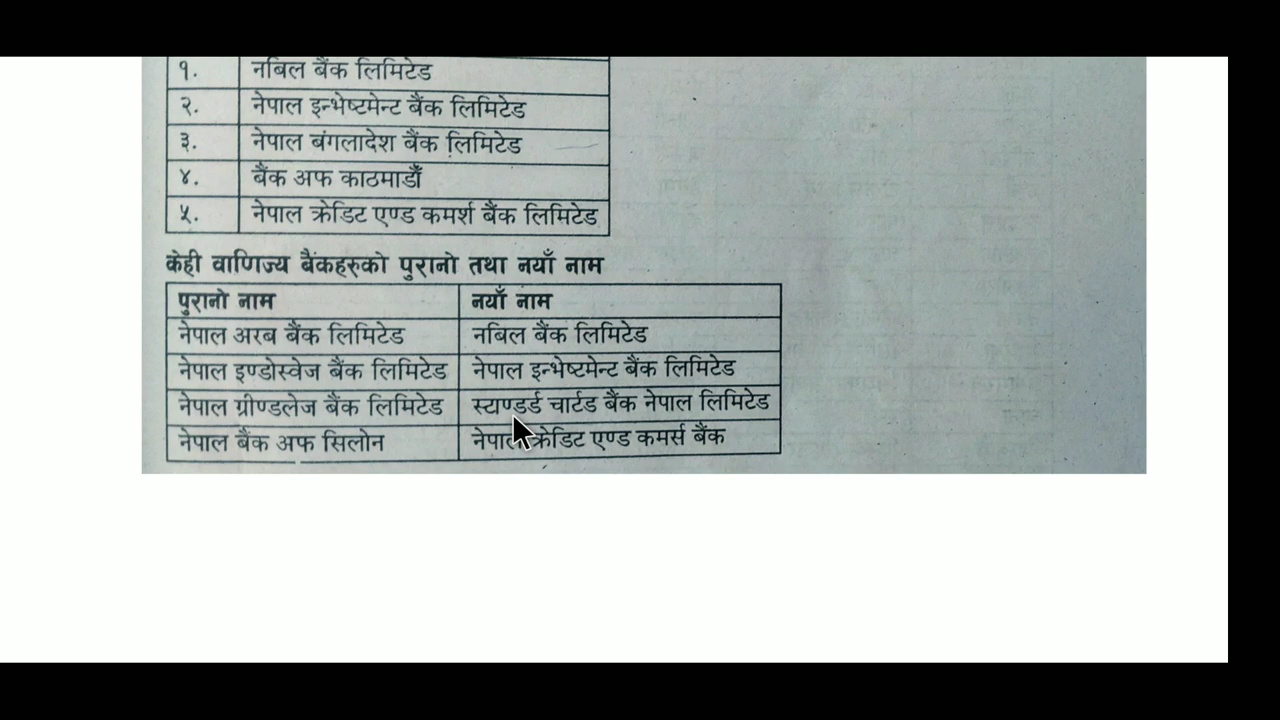 १. नबिल बैंक लिमिटेड
२. नेपाल इन्भेष्टमेन्ट बैंक लिमिटेड
३. नेपाल बंगलादेश बैंक लिमिटेड
४. बैंक अफ काठमाडौँ
५. नेपाल क्रेडिट एण्ड कमर्श बैंक लिमिटेड
केही वाणिज्य बैंकहरुको पुरानो तथा नयाँ नाम
पुरानो नाम नयाँ नाम
नेपाल अरब बैंक लिमिटेड नबिल बैंक लिमिटेड
नेपाल इण्डोस्वेज बैंक लिमिटेड नेपाल इन्भेष्टमेन्ट बैंक लिमिटेड
नेपाल ग्रीण्डलेज बैंक लिमिटेड स्टाण्डर्ड चार्टड बैंक नेपाल लिमिटेड
नेपाल बैंक अफ सिलोन नेपाल क्रेडिट एण्ड कमर्स बैंक